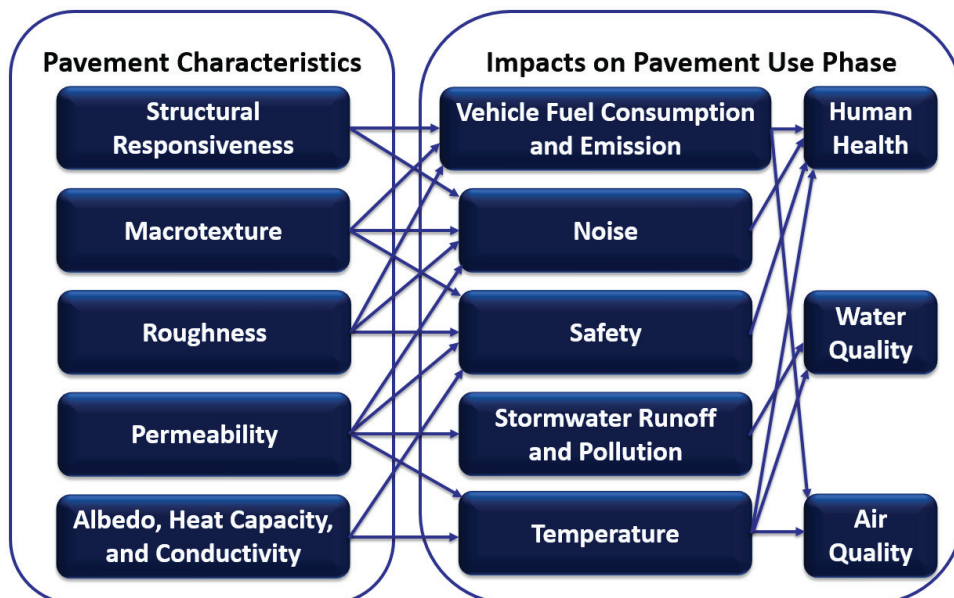 Pavement Characteristics
Structural
Responsiveness
Macrotexture
Roughness
Permeability
Albedo, Heat Capacity,
and Conductivity
Impacts on Pavement Use Phase
Vehicle Fuel Consumption
and Emission
Noise
Safety
Stormwater Runoff
and Pollution
Temperature
Human
Health
Water
Quality
Air
Quality